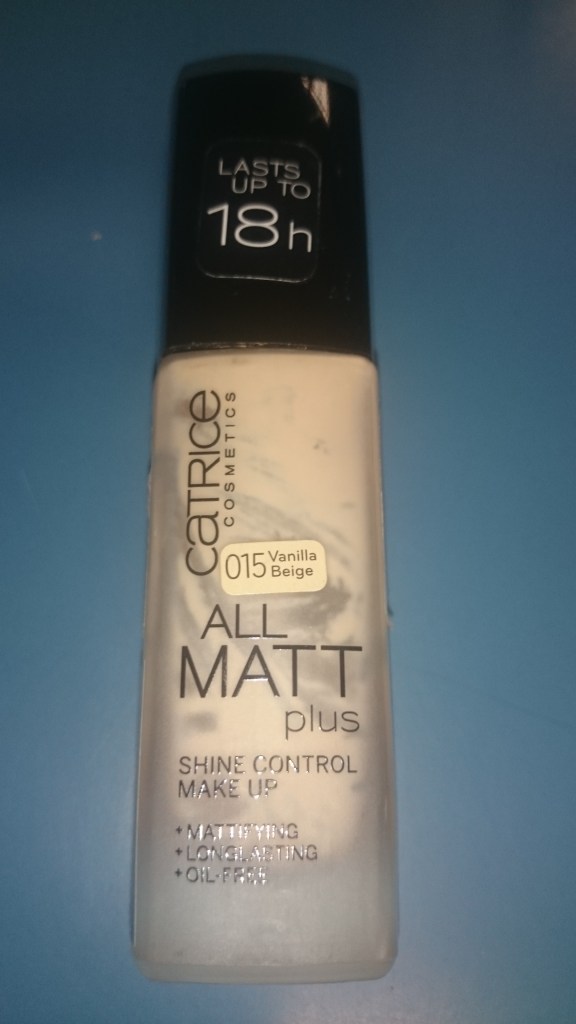 LASTS
UP TO
18h
CATRICE
COSMETICS
015 Vanilla
Beige
ALL
MATT
plus
SHINE CONTROL
MAKE UP
+MATTIFYING
+LONGLASTING
+OIL-FREE